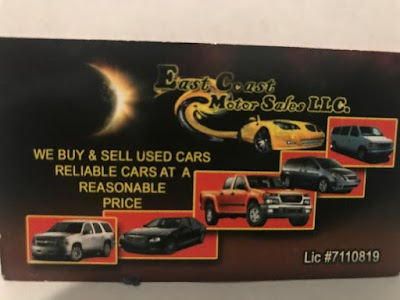 East Coast
Motor Sales LLC.
WE BUY & SELL USED CARS
RELIABLE CARS AT A
REASONABLE
PRICE
Lic #7110819